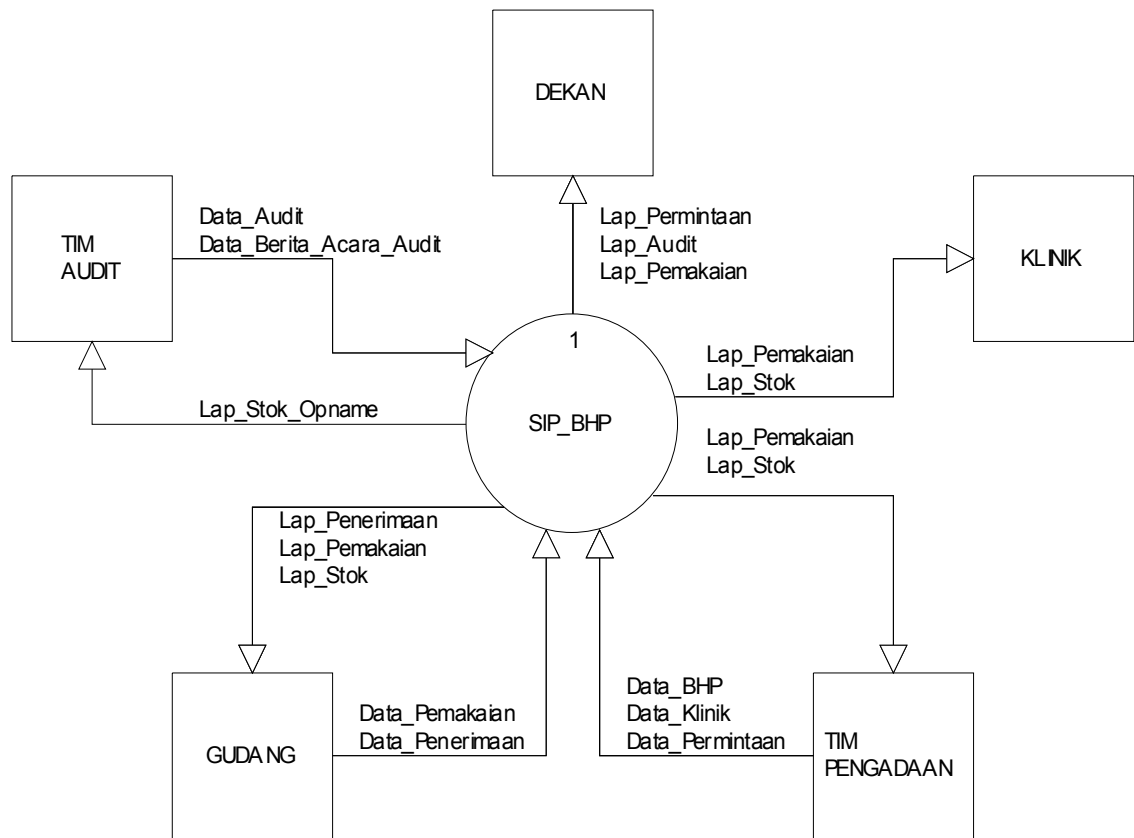 DEKAN
Data_Audit
Data_Berita_Acara_Audit
TIM
AUDIT
Lap_Permintaan
Lap_Audit
Lap_Pemakaian
KLINIK
1
SIP_BHP
Lap_Pemakaian
Lap_Stok
Lap_Stok_Opname
Lap_Pemakaian
Lap_Stok
Lap_Penerimaan
Lap_Pemakaian
Lap_Stok
GUDANG
Data_Pemakaian
Data_Penerimaan
Data_BHP
Data_Klinik
Data_Permintaan
TIM
PENGADAAN